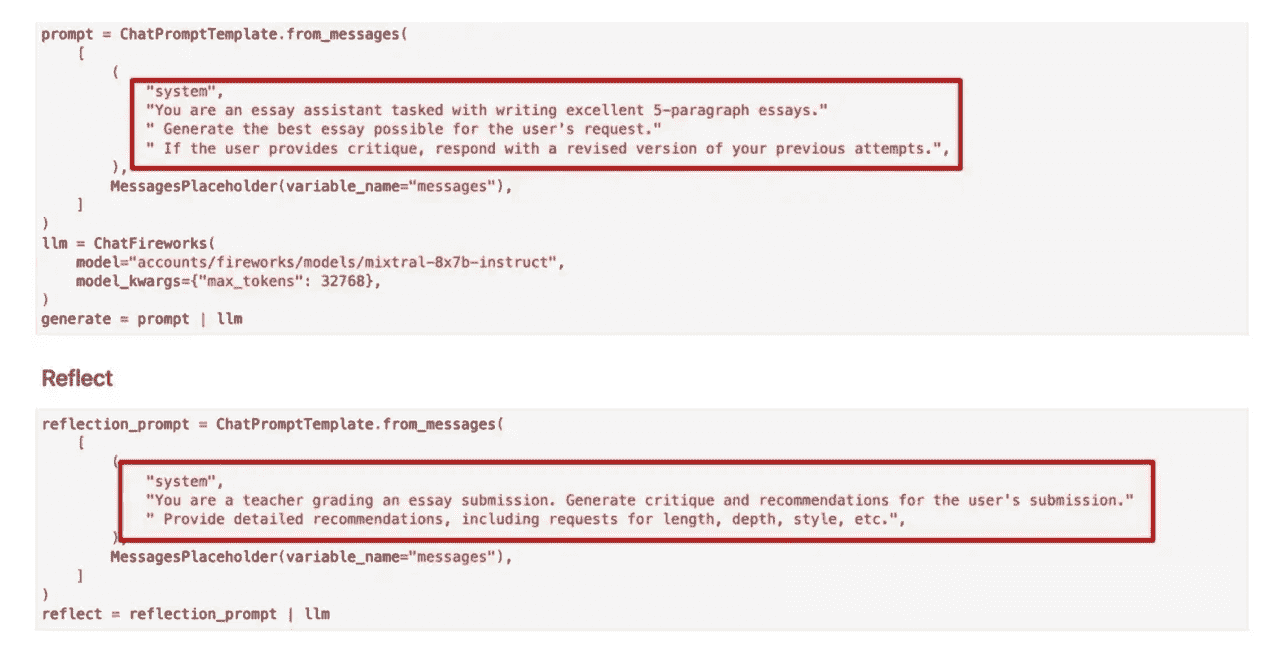 prompt = ChatPromptTemplate.from_messages(
    [
        (
            "system",
            "You are an essay assistant tasked with writing excellent 5-paragraph essays."
            " Generate the best essay possible for the user's request."
            " If the user provides critique, respond with a revised version of your previous attempts.",
        ),
        MessagesPlaceholder(variable_name="messages"),
    ]
)
llm = ChatFireworks(
    model="accounts/fireworks/models/mixtral-8x7b-instruct",
    model_kwargs={"max_tokens": 32768},
)
generate = prompt | llm
Reflect
reflection_prompt = ChatPromptTemplate.from_messages(
    [
        (
            "system",
            "You are a teacher grading an essay submission. Generate critique and recommendations for the user's submission."
            " Provide detailed recommendations, including requests for length, depth, style, etc.",
        ),
        MessagesPlaceholder(variable_name="messages"),
    ]
)
reflect = reflection_prompt | llm